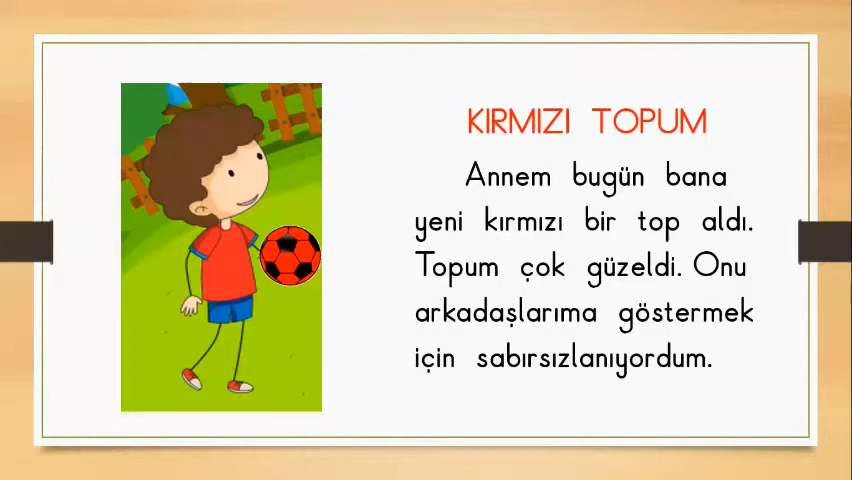 KIRMIZI TOPUM
Annem bugün bana
yeni kırmızı bir top aldı.
Topum çok güzeldi. Onu
arkadaşlarıma göstermek
için sabırsızlanıyordum.